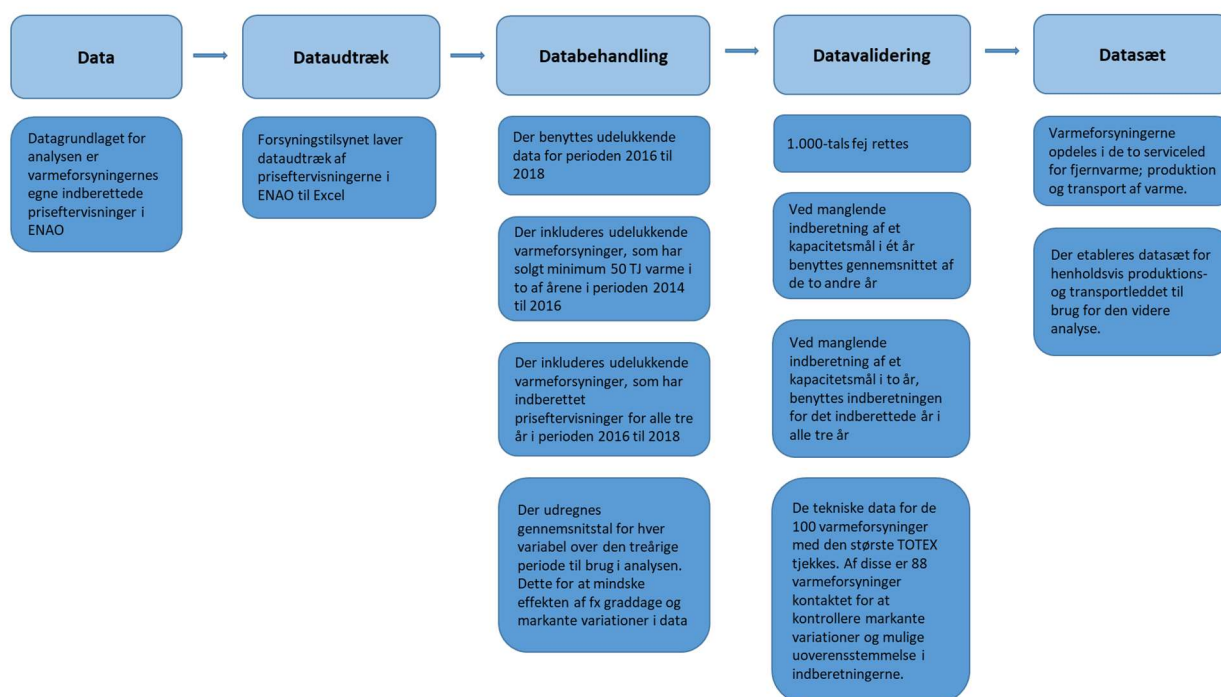 Data
Dataudtræk
Databehandling
Datavalidering
Datasæt
Datagrundlaget for
analysen er
varmeforsyningernes
egne indberettede
priseftervisninger i
ENAO
Forsyningstilsynet laver
dataudtræk af
priseftervisningerne i
ENAO til Excel
Der benyttes udelukkende
data for perioden 2016 til
2018
Der inkluderes udelukkende
varmeforsyninger, som har
solgt minimum 50 TJ varme i
to af årene i perioden 2014
til 2016
Der inkluderes udelukkende
varmeforsyninger, som har
indberettet
priseftervisninger for alle tre
år i perioden 2016 til 2018
Der udregnes
gennemsnitstal for hver
variabel over den treårige
periode til brug i analysen.
Dette for at mindske
effekten af fx graddage og
markante variationer i data
1.000-tals fej rettes
Ved manglende
indberetning af et
kapacitetsmål i ét år
benyttes gennemsnittet af
de to andre år
Ved manglende
indberetning af et
kapacitetsmål i to år,
benyttes indberetningen
for det indberettede år i
alle tre år
De tekniske data for de
100 varmeforsyninger
med den største TOTEX
tjekkes. Af disse er 88
varmeforsyninger
kontaktet for at
kontrollere markante
variationer og mulige
uoverensstemmelse i
indberetningerne.
Varmeforsyningerne
opdeles i de to serviceled
for fjernvarme; produktion
og transport af varme.
Der etableres datasæt for
henholdsvis produktions-
og transportleddet til
brug for den videre
analyse.